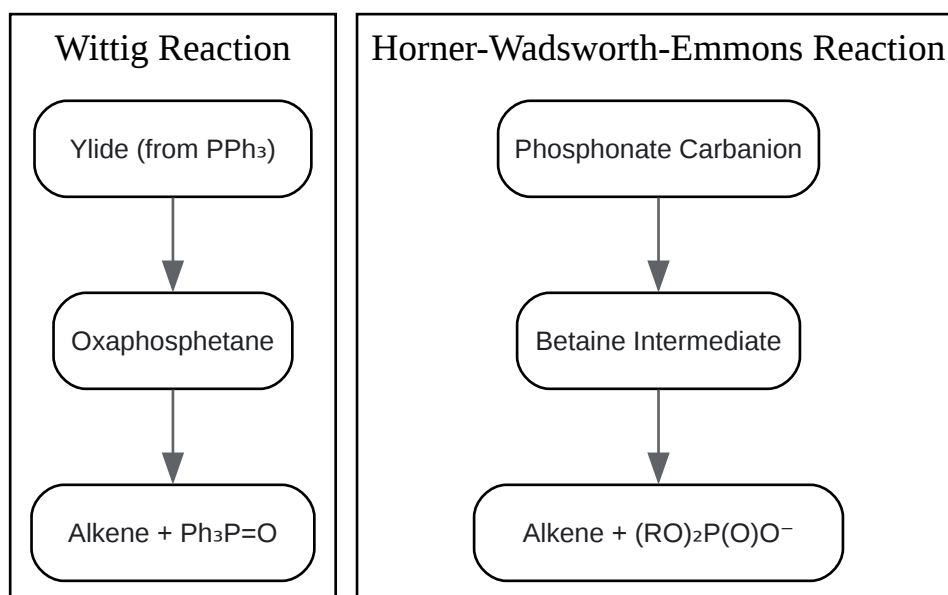 Wittig Reaction
Ylide (from PPh₃)
Oxaphosphetane
Alkene + Ph₃P=O
Horner-Wadsworth-Emmons Reaction
Phosphonate Carbanion
Betaine Intermediate
Alkene + (RO)₂P(O)O⁻